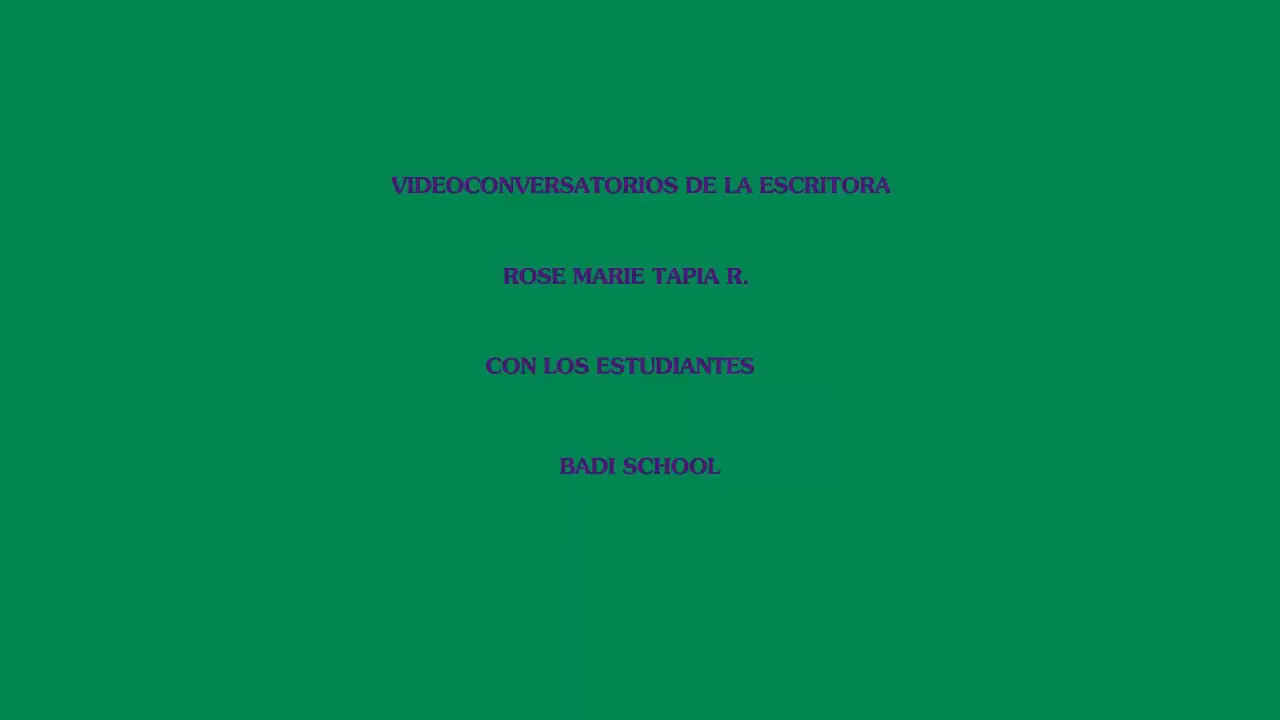 VIDEOCONVERSATORIOS DE LA ESCRITORA
ROSE MARIE TAPIA R.
CON LOS ESTUDIANTES
BADI SCHOOL